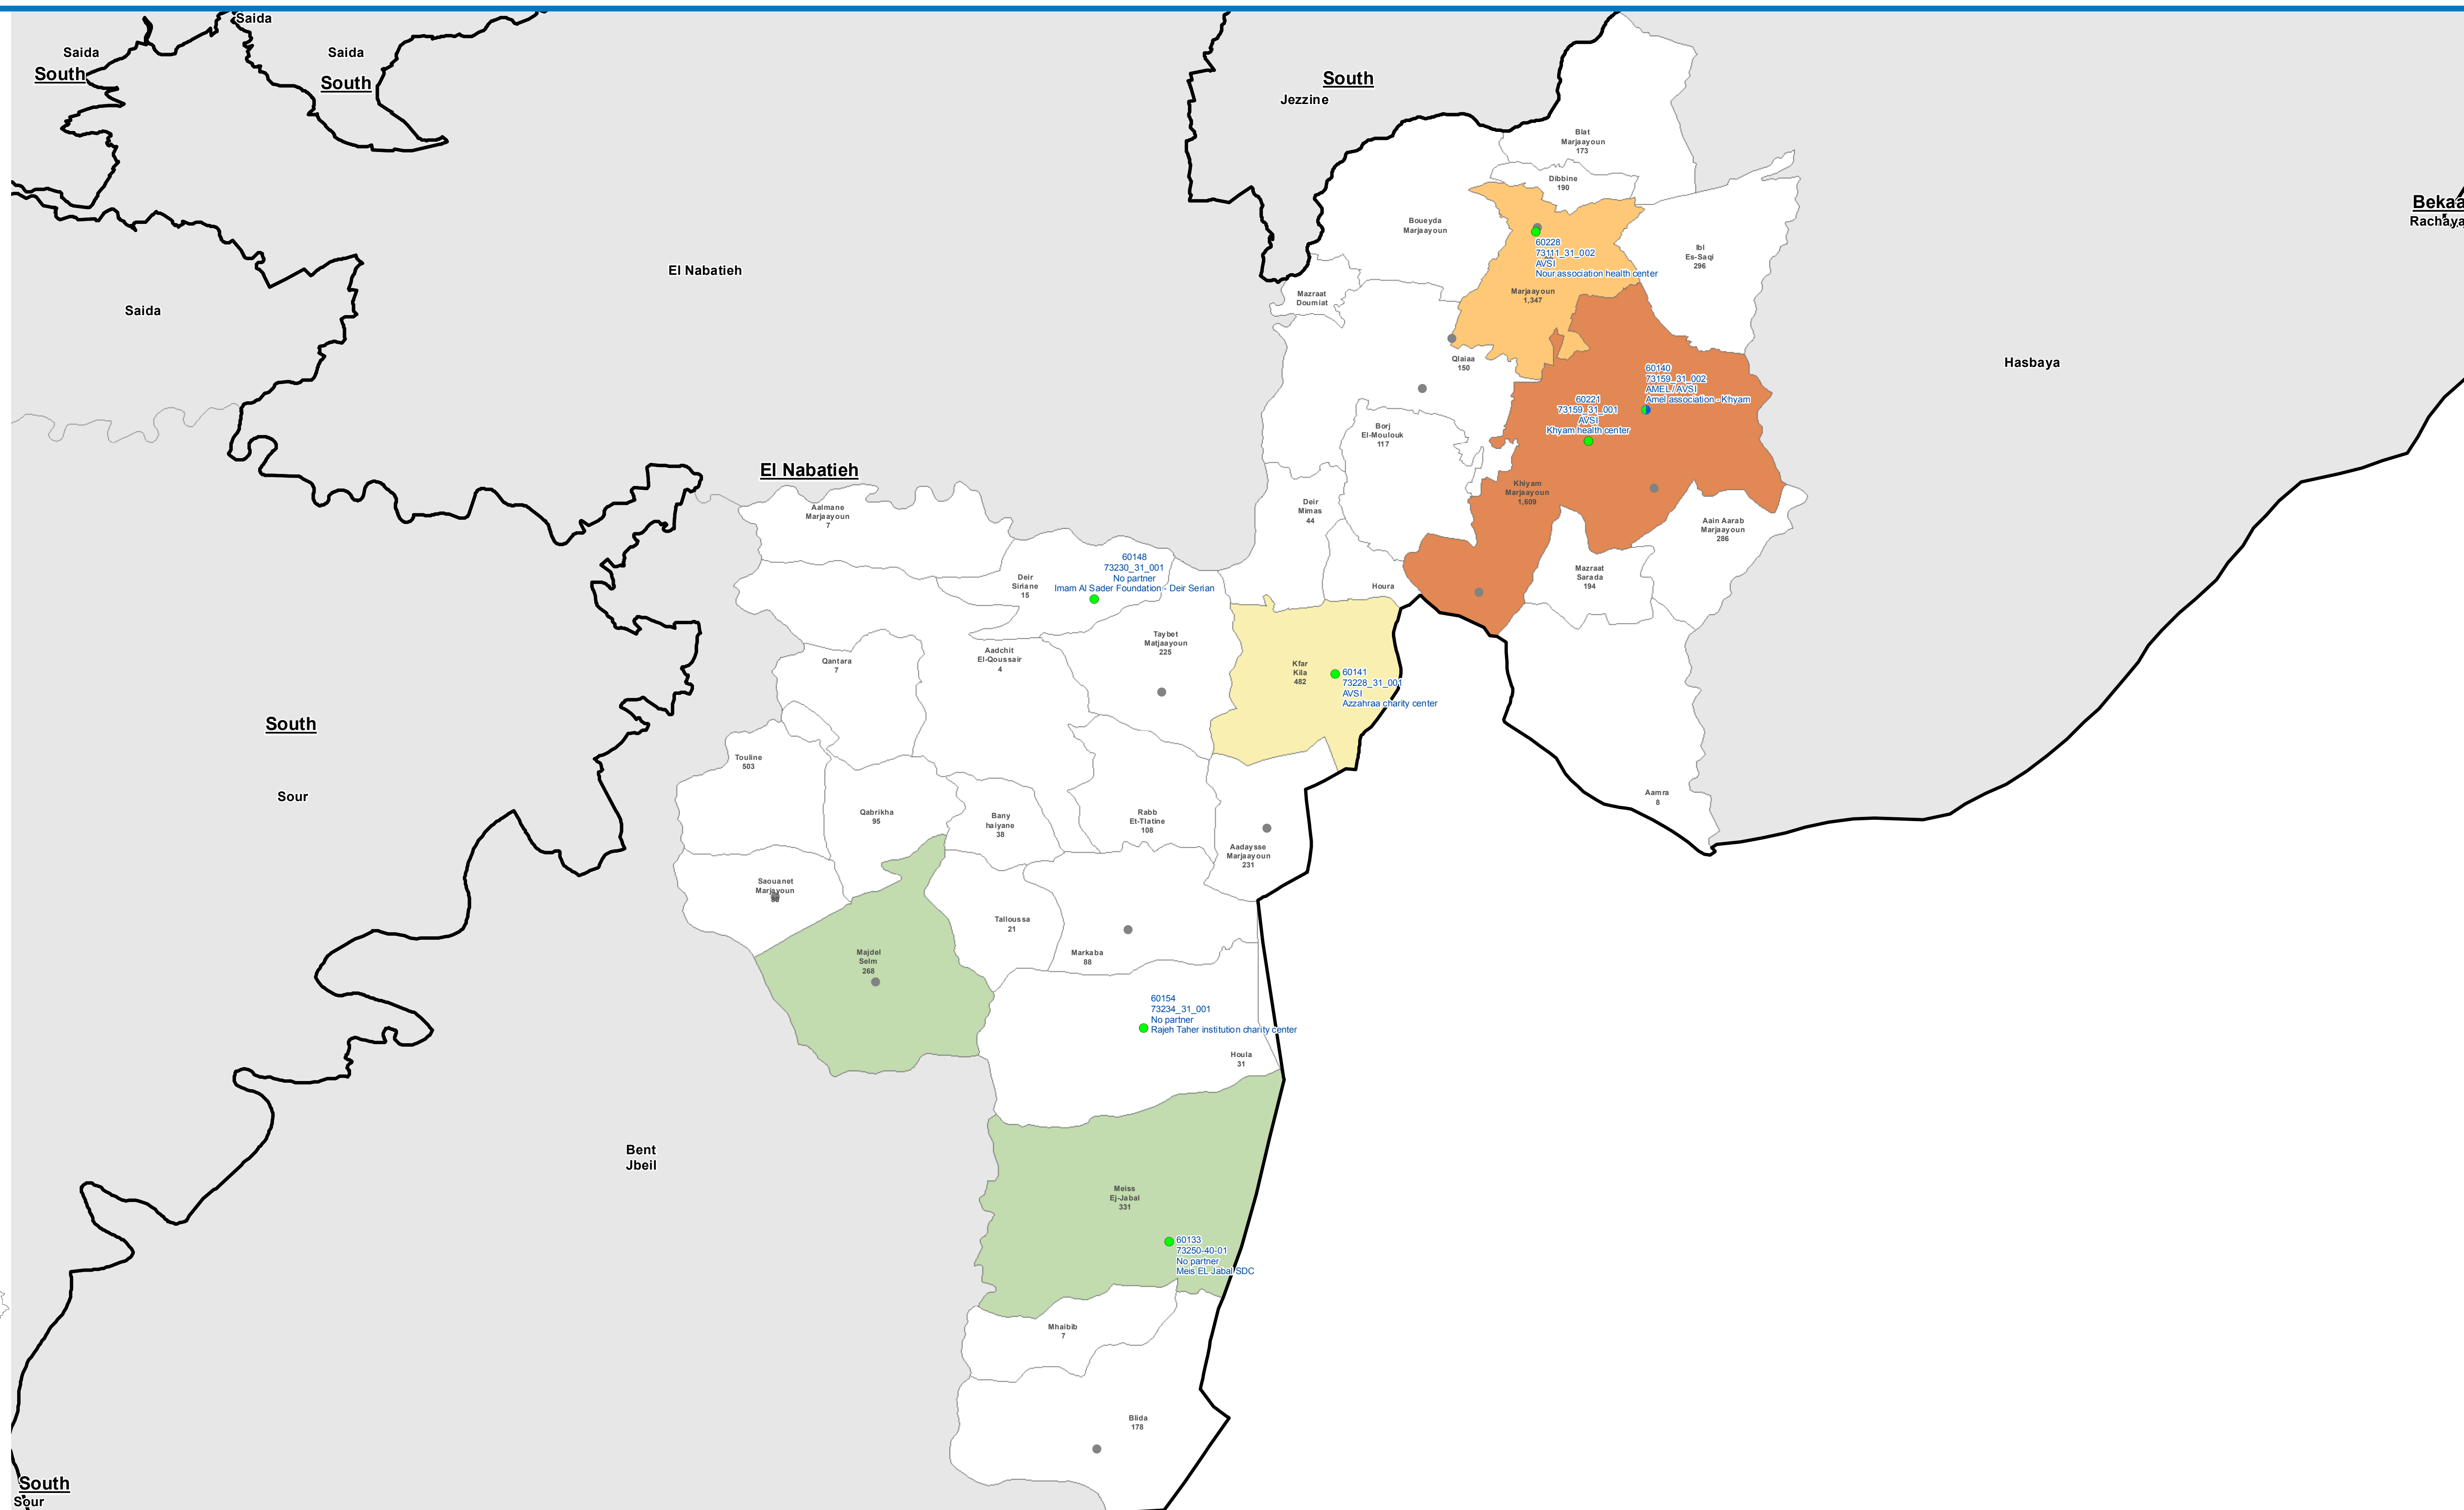 Saida
Saida
South
Saida
South
South
Jezzine
Bekaa
Rachaya
El Nabatieh
Saida
Hasbaya
Blat
Marjaayoun
173
Dibbine
190
Boueyda
Marjaayoun
Ibl
Es-Saqi
296
60228
73111_31_002
AVSI
Nour association health center
Marjaayoun
1,347
Mazraat
Doumiat
Qlaiaa
150
60140
73159_31_002
AMEL / AVSI
Amel association - Khyam
60221
73159_31_001
AVSI
Khyam health center
Borj
El-Moulouk
117
El Nabatieh
Khiyam
Marjaayoun
1,609
Deir
Mimas
44
Aain Aarab
Marjaayoun
286
Aalmane
Marjaayoun
7
60148
73230_31_001
No partner
Imam Al Sader Foundation - Deir Serian
Deir
Siriane
15
Houra
Mazraat
Sarada
194
Taybet
Matjaayoun
225
Aadchit
El-Qoussair
4
Qantara
7
Kfar
Kila
482
60141
73228_31_001
AVSI
Azzahraa charity center
South
Sour
Touline
503
Qabrikha
95
Bany
haiyane
38
Rabb
Et-Tlatine
108
Aamra
8
Aadaysse
Marjaayoun
231
Saouanet
Marjayoun
Talloussa
21
Markaba
88
Majdel
Selm
268
60154
73234_31_001
No partner
Rajeh Taher institution charity center
Houla
31
Bent
Jbeil
Meiss
Ej-Jabal
331
60133
73250-40-01
No partner
Meis EL Jabal SDC
Mhaibib
7
Blida
178
South
Sour